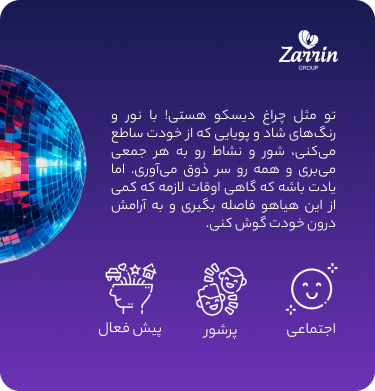 Zarrin
GROUP
تو مثل چراغ دیسکو هستی! با نور و
رنگ‌های شاد و پویایی که از خودت ساطع
می‌کنی، شور و نشاط رو به هر جمعی
می‌بری و همه رو سر ذوق می‌آوری. اما
یادت باشه که گاهی اوقات لازمه که کمی
از این هیاهو فاصله بگیری و به آرامش
درون خودت گوش کنی.
اجتماعی
پرشور
پیش فعال